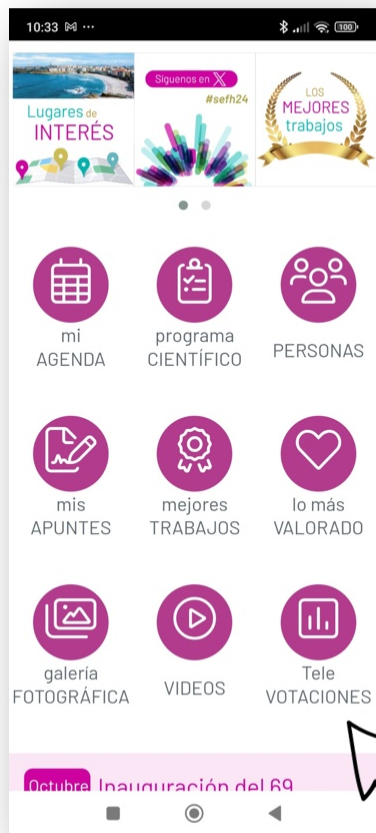 10:33
100
Lugares de
INTERÉS
Síguenos en X
#sefh24
LOS
MEJORES
trabajos
mi
AGENDA
programa
CIENTÍFICO
PERSONAS
mis
APUNTES
mejores
TRABAJOS
lo más
VALORADO
galería
FOTOGRÁFICA
VIDEOS
Tele
VOTACIONES
Octubre
Inauguración del 69